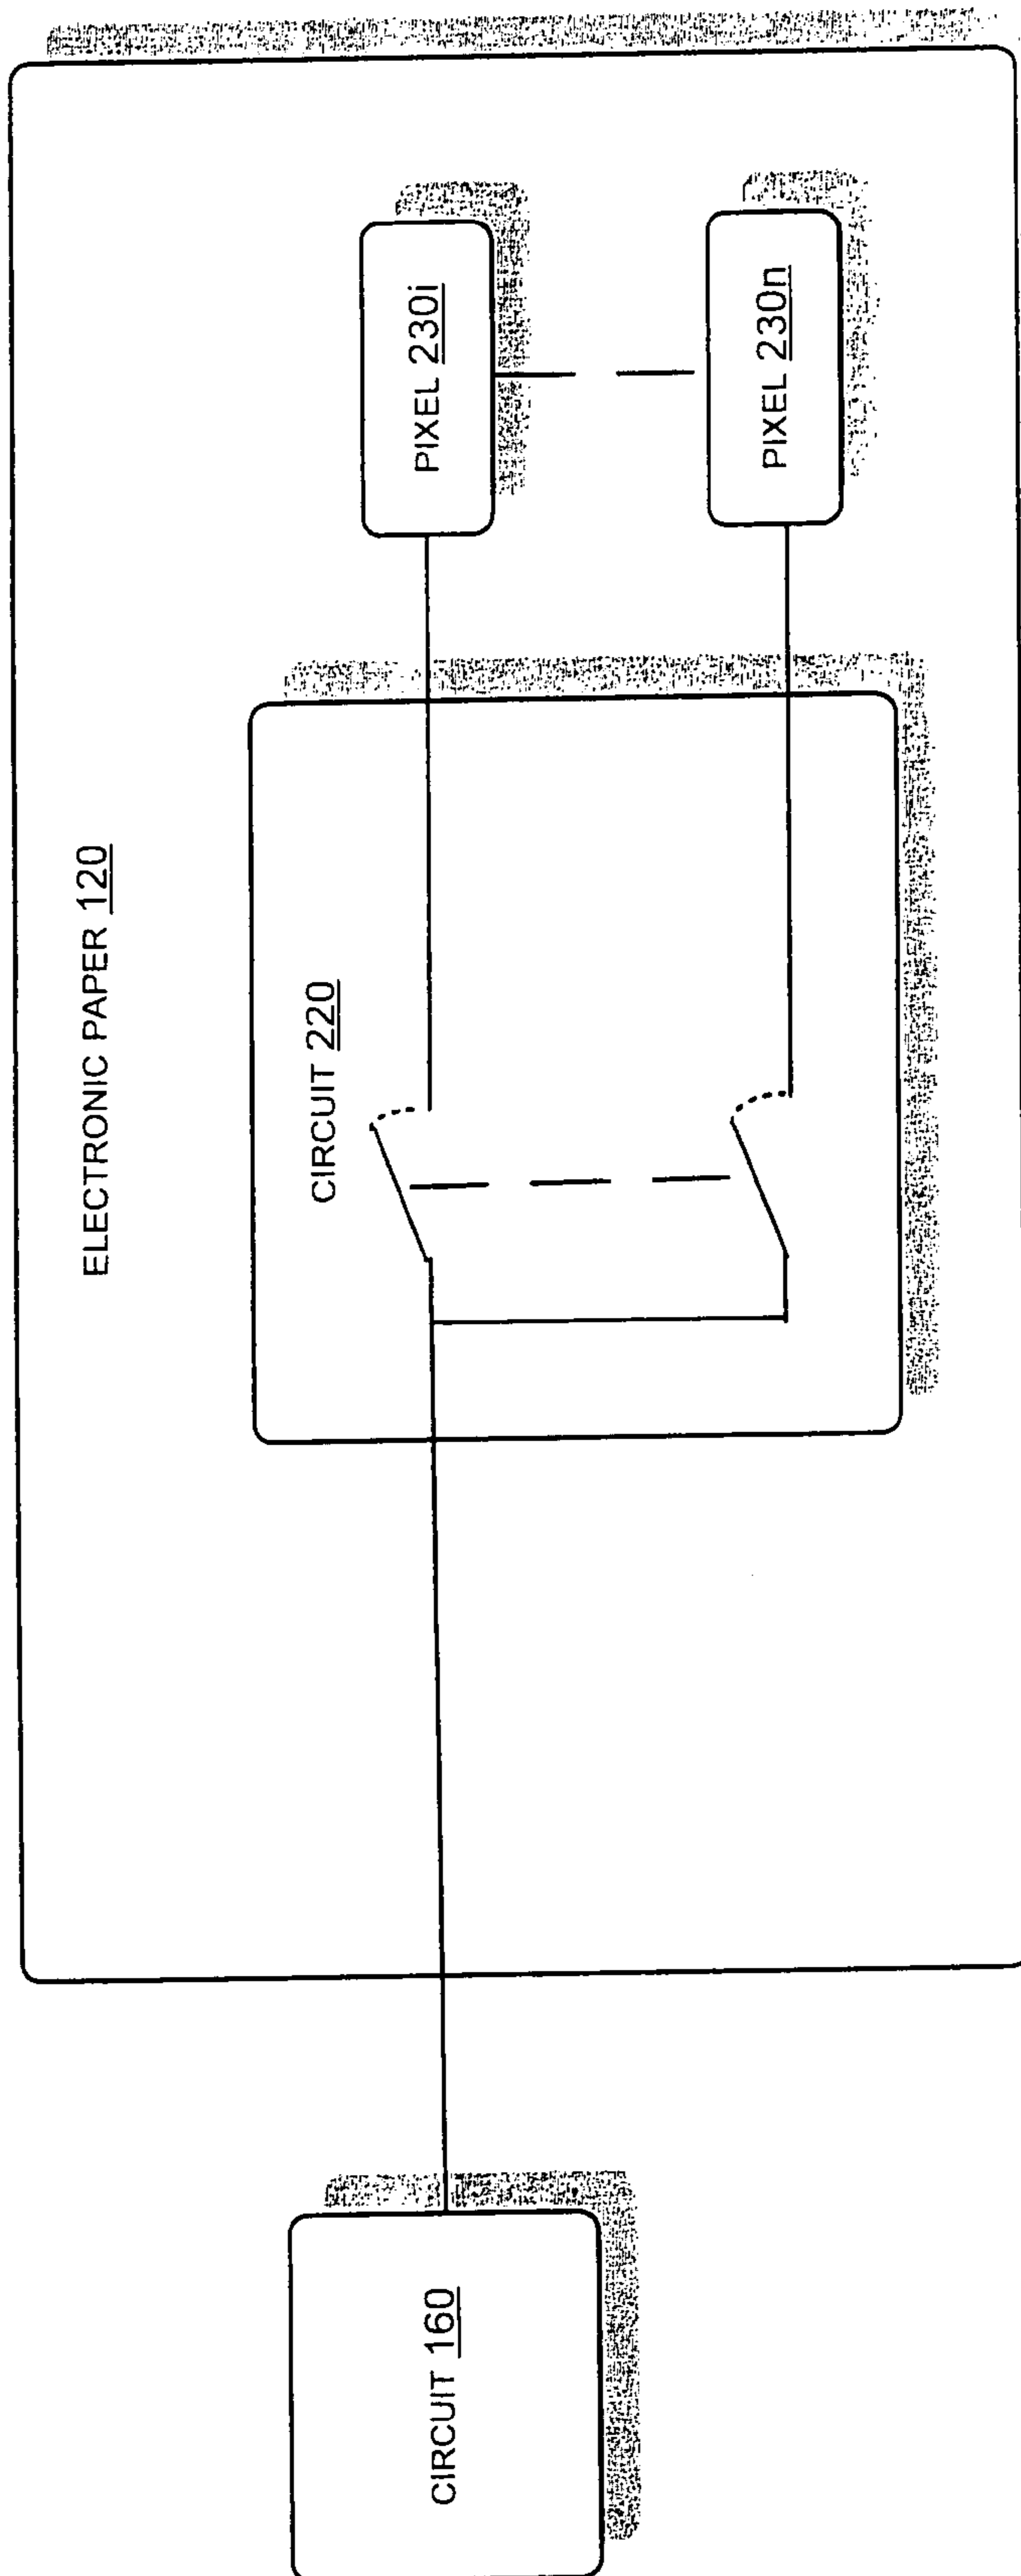 ELECTRONIC PAPER 120
CIRCUIT 160
CIRCUIT 220
PIXEL 230i
PIXEL 230n